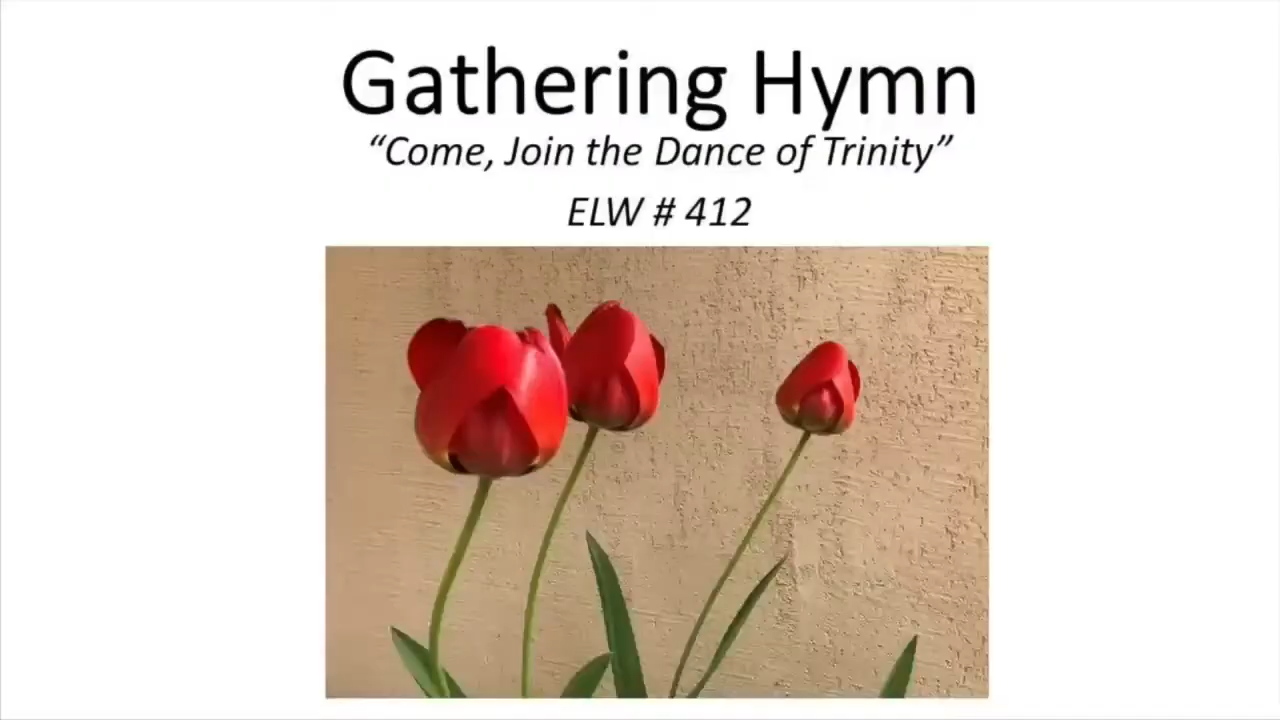 Gathering Hymn
“Come, Join the Dance of Trinity”
ELW # 412